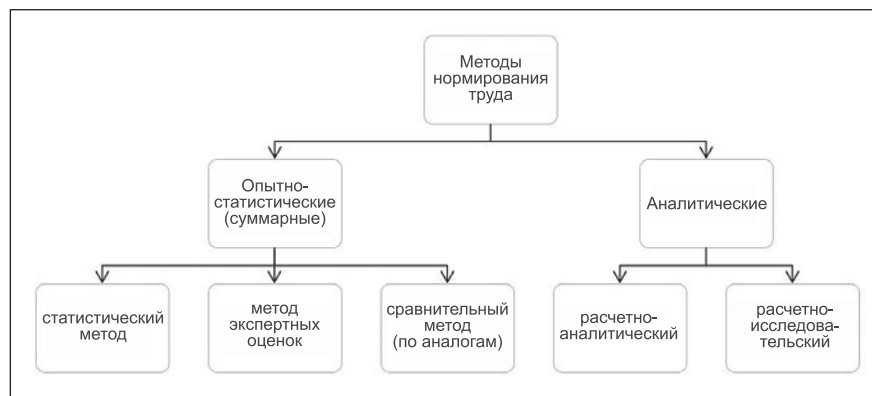 Методы
нормирования
труда
Опытно-
статистические
(суммарные)
Аналитические
статистический
метод
метод
экспертных
оценок
сравнительный
метод
(по аналогам)
расчетно-
аналитический
расчетно-
исследова-
тельский